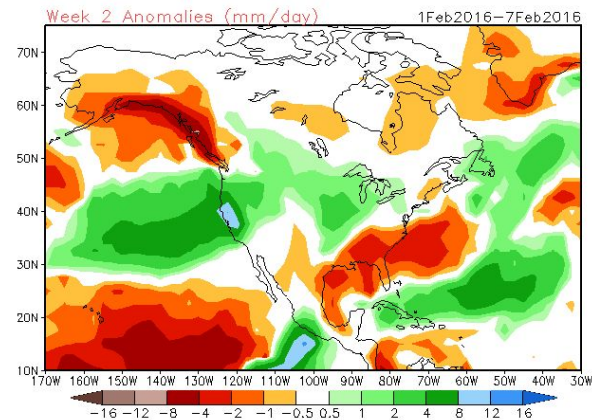 Week 2 Anomalies (mm/day) 1Feb2016-7Feb2016
70N
60N
50N
40N
30N
20N
10N
170W 160W 150W 140W 130W 120W 110W 100W 90W 80W 70W 60W 50W 40W 30W
-16 -12 -8 -4 -2 -1 -0.5 0.5 1 2 4 8 12 16